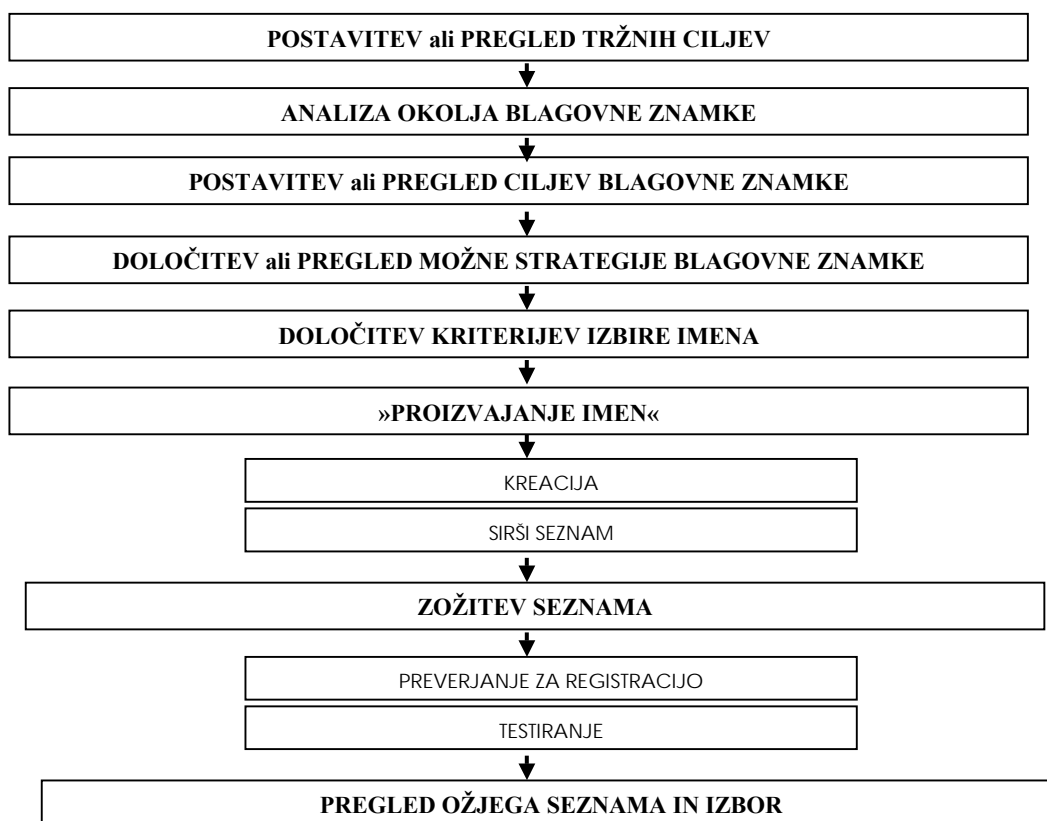 POSTAVITEV ali PREGLED TRŽNIH CILJEV
ANALIZA OKOLJA BLAGOVNE ZNAMKE
POSTAVITEV ali PREGLED CILJEV BLAGOVNE ZNAMKE
DOLOČITEV ali PREGLED MOŽNE STRATEGIJE BLAGOVNE ZNAMKE
DOLOČITEV KRITERIJEV IZBIRE IMENA
»PROIZVAJANJE IMEN«
KREACIJA
SIRŠI SEZNAM
ZOŽITEV SEZNAMA
PREVERJANJE ZA REGISTRACIJO
TESTIRANJE
PREGLED OŽJEGA SEZNAMA IN IZBOR